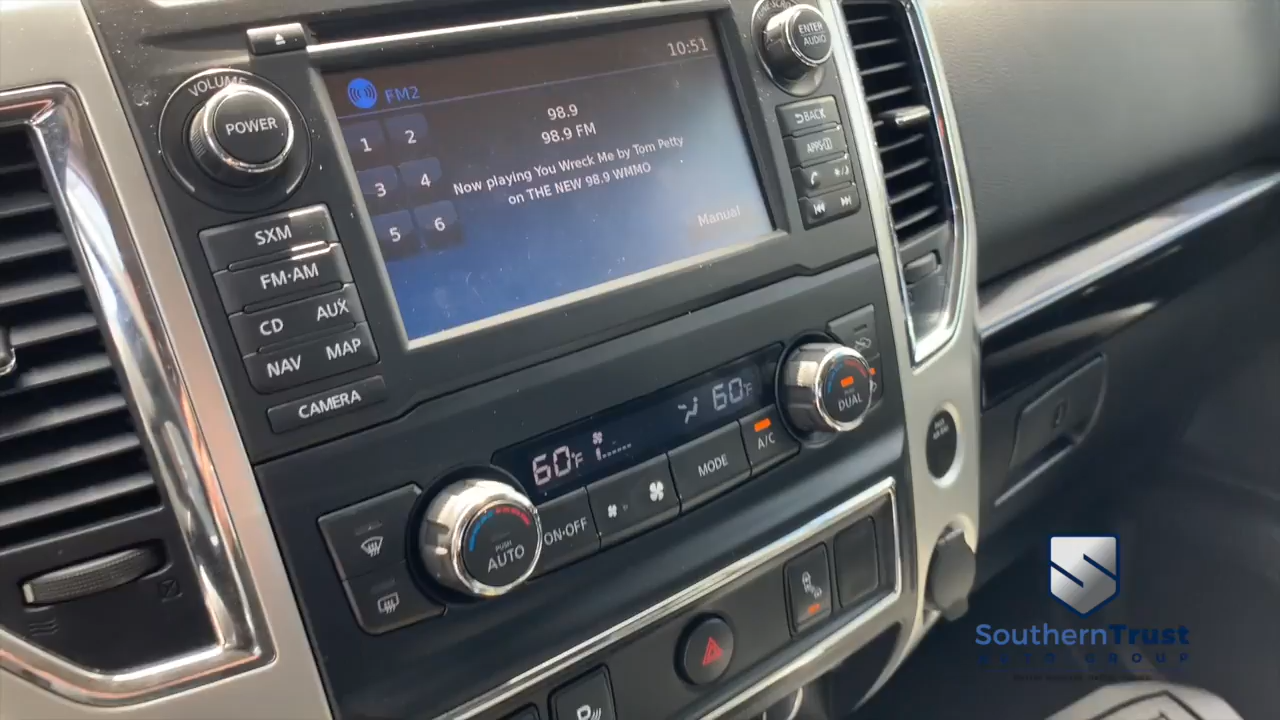 10:51
VOLUME
POWER
FM2
98.9
98.9 FM
Now playing You Wreck Me by Tom Petty
on THE NEW 98.9 WMMO
Manual
1 2
3 4
5 6
ENTER
AUDIO
BACK
APPS
SXM
FM·AM
CD AUX
NAV MAP
CAMERA
60°F
60°F
PUSH
AUTO
ON·OFF
MODE
A/C
DUAL
SouthernTrust
AUTO GROUP